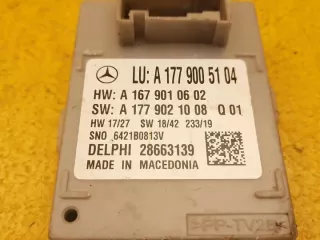 LU: A 177 900 51 04
HW: A 167 901 06 02
SW: A 177 902 10 08 Q 01
HW 17/27 SW 18/42 233/19
SNO 6421B0813V
DELPHI 28663139
MADE IN MACEDONIA